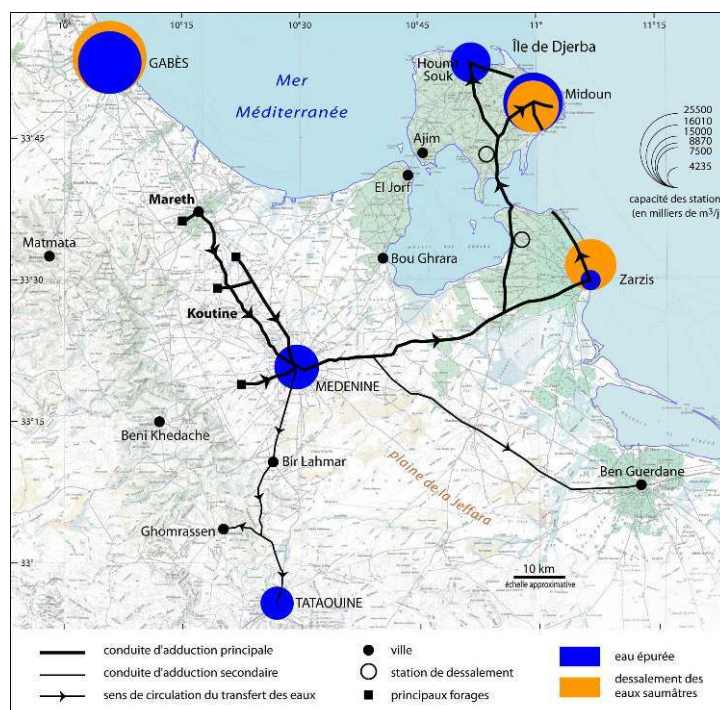 10° 10°15 10°30 10°45 11° 11°15
GABÈS
Mer
Méditerranée
Houmt
Souk
Île de Djerba
Midoun
33°45
Ajim
El Jorf
25500
16010
15000
8870
7500
4235
capacité des station
(en milliers de m³/j
Mareth
Matmata
Bou Ghrara
33°30
Zarzis
Koutine
MEDENINE
33°15
Beni Khedache
Bir Lahmar
plaine de la Jeffara
Ben Guerdane
Ghomrassen
33°
10 km
échelle approximative
TATAOUINE
conduite d'adduction principale
conduite d'adduction secondaire
sens de circulation du transfert des eaux
ville
station de dessalement
principaux forages
eau épurée
dessalement des
eaux saumâtres